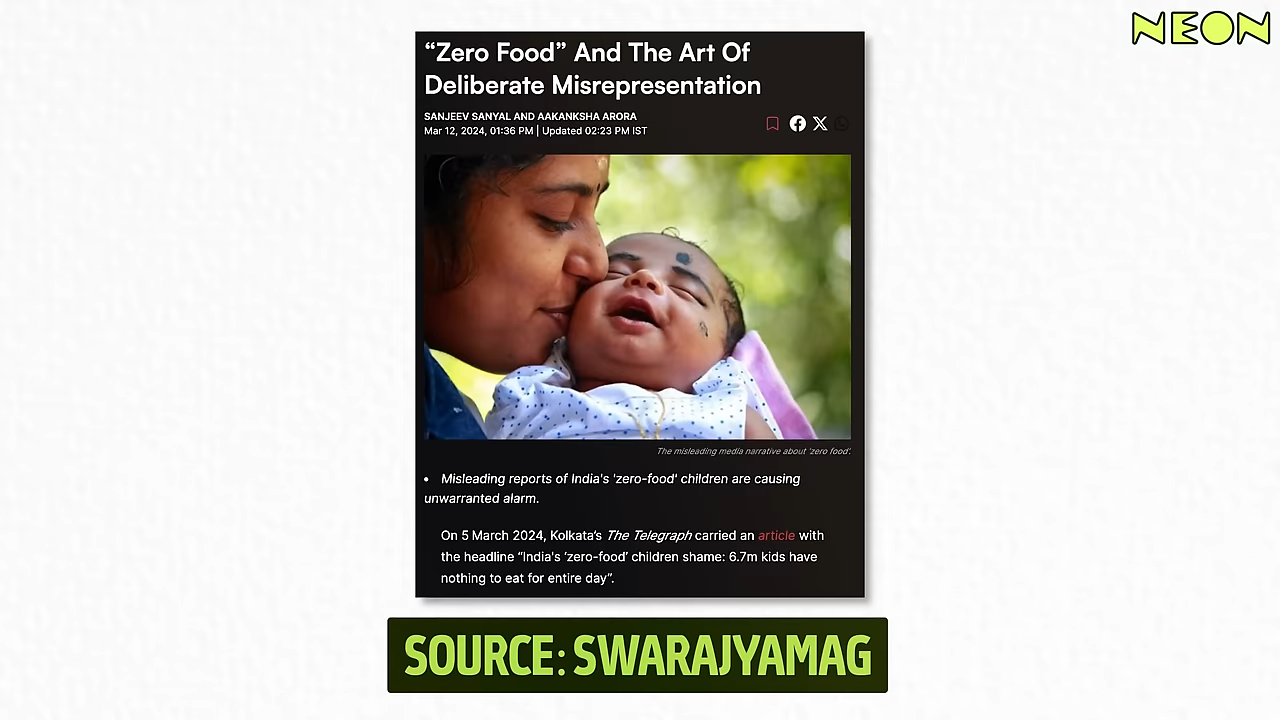 NEON
“Zero Food” And The Art Of
Deliberate Misrepresentation
SANJEEV SANYAL AND AAKANKSHA ARORA
Mar 12, 2024, 01:36 PM | Updated 02:23 PM IST
The misleading media narrative about 'zero food'.
• Misleading reports of India's 'zero-food' children are causing
unwarranted alarm.
On 5 March 2024, Kolkata’s The Telegraph carried an article with
the headline “India's ‘zero-food’ children shame: 6.7m kids have
nothing to eat for entire day”.
SOURCE: SWARAJYAMAG